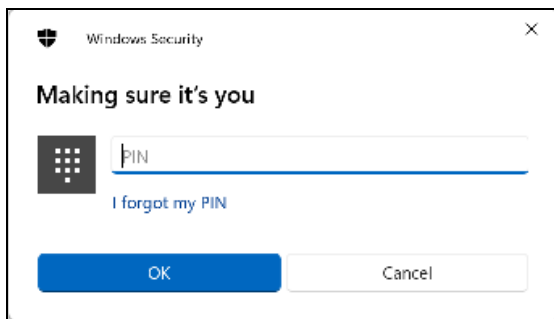 Windows Security
Making sure it's you
PIN
I forgot my PIN
OK
Cancel